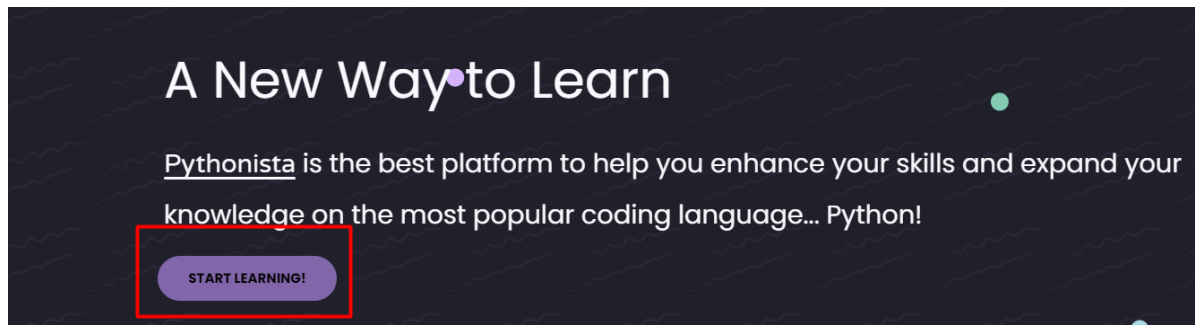 A New Way to Learn
Pythonista is the best platform to help you enhance your skills and expand your
knowledge on the most popular coding language... Python!
START LEARNING!